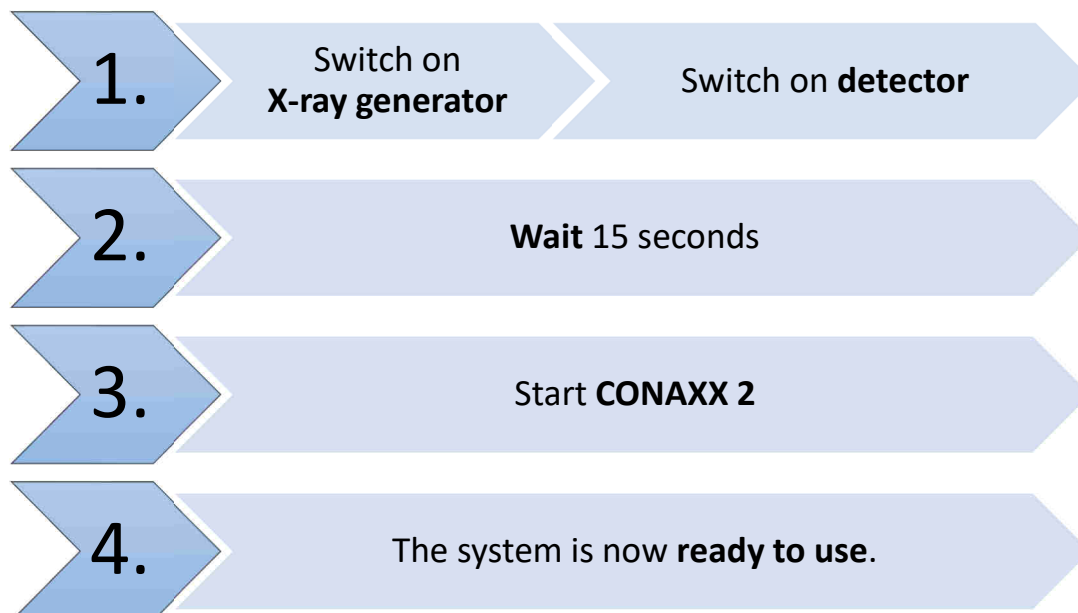 1.
Switch on
X-ray generator
Switch on detector
2.
Wait 15 seconds
3.
Start CONAXX 2
4.
The system is now ready to use.